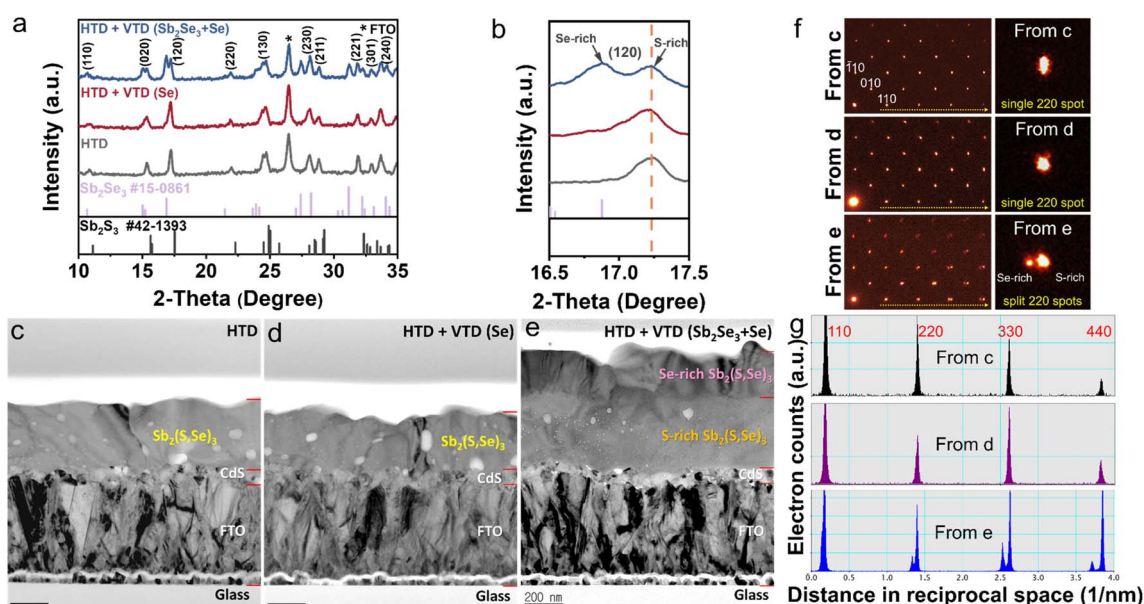 a
HTD + VTD (Sb2Se3+Se)
* FTO
(110)
(020)
(120)
(220)
(130)
*
(230)
(211)
(221)
(301)
(240)
HTD + VTD (Se)
HTD
Sb2Se3 #15-0861
Sb2S3 #42-1393
Intensity (a.u.)
10 15 20 25 30 35
2-Theta (Degree)
b
Se-rich
(120)
S-rich
Intensity (a.u.)
16.5 17.0 17.5
2-Theta (Degree)
c
HTD
Sb2(S,Se)3
CdS
FTO
Glass
d
HTD + VTD (Se)
Sb2(S,Se)3
CdS
FTO
Glass
e
HTD + VTD (Sb2Se3+Se)
Se-rich Sb2(S,Se)3
S-rich Sb2(S,Se)3
CdS
FTO
200 nm
Glass
f
From c
1̄10
010
110
From c
single 220 spot
From d
From d
single 220 spot
From e
From e
Se-rich
S-rich
split 220 spots
g
110 220 330 440
From c
From d
From e
Electron counts (a.u.)
0.0 0.5 1.0 1.5 2.0 2.5 3.0 3.5 4.0
Distance in reciprocal space (1/nm)